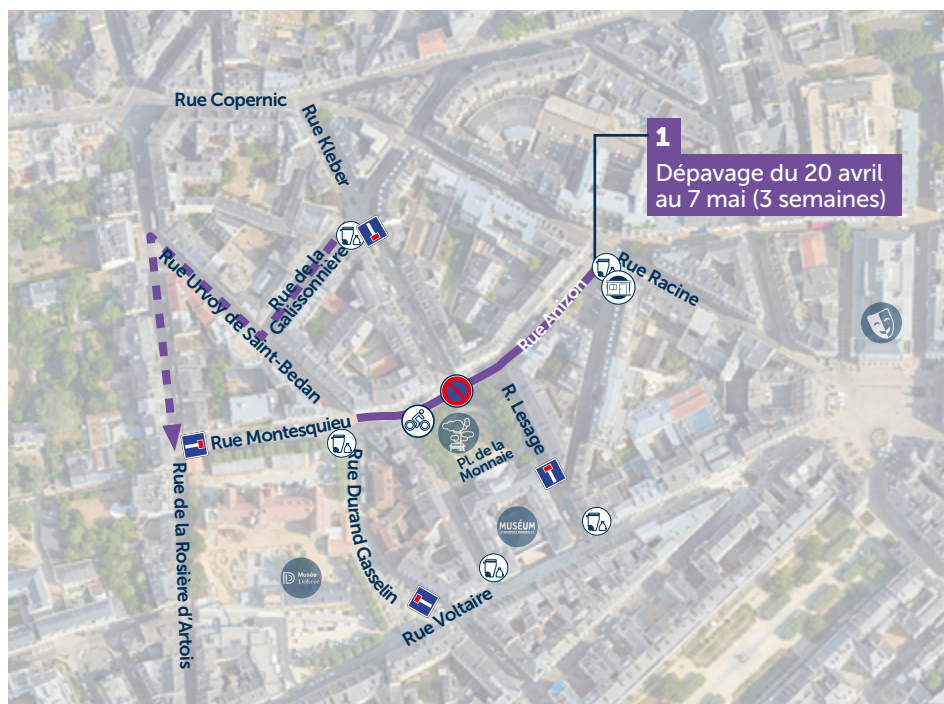 Rue Copernic
Rue Kleber
1
Dépavage du 20 avril
au 7 mai (3 semaines)
Rue Urvoy de Saint-Bedan
Rue de la
Galissonnière
Rue Racine
Rue Anizon
R. Lesage
Rue Montesquieu
Pl. de la
Monnaie
Rue Durand Gasselin
Rue de la Rosière d'Artois
MUSÉUM
Musée
Dobrée
Rue Voltaire